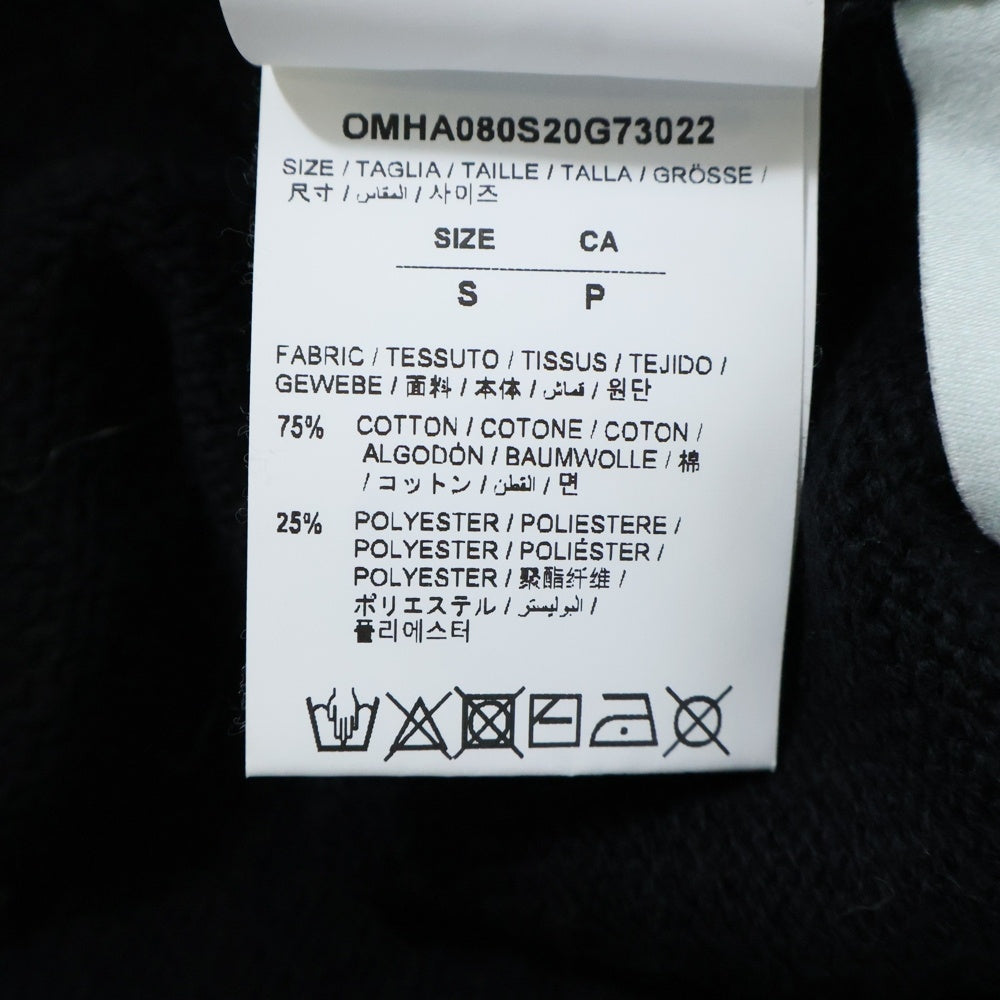 OMHA080S20G73022
SIZE / TAGLIA / TAILLE / TALLA / GRÖSSE /
尺寸 / المقاس / 사이즈
SIZE CA
S P
FABRIC / TESSUTO / TISSUS / TEJIDO /
GEWEBE / 面料 / 本体 / قماش / 원단
75% COTTON / COTONE / COTON /
ALGODÓN / BAUMWOLLE / 棉
/ コットン / القطن / 면
25% POLYESTER / POLIESTERE /
POLYESTER / POLIÉSTER /
POLYESTER / 聚酯纤维 /
ポリエステル / البوليستر /
폴리에스터